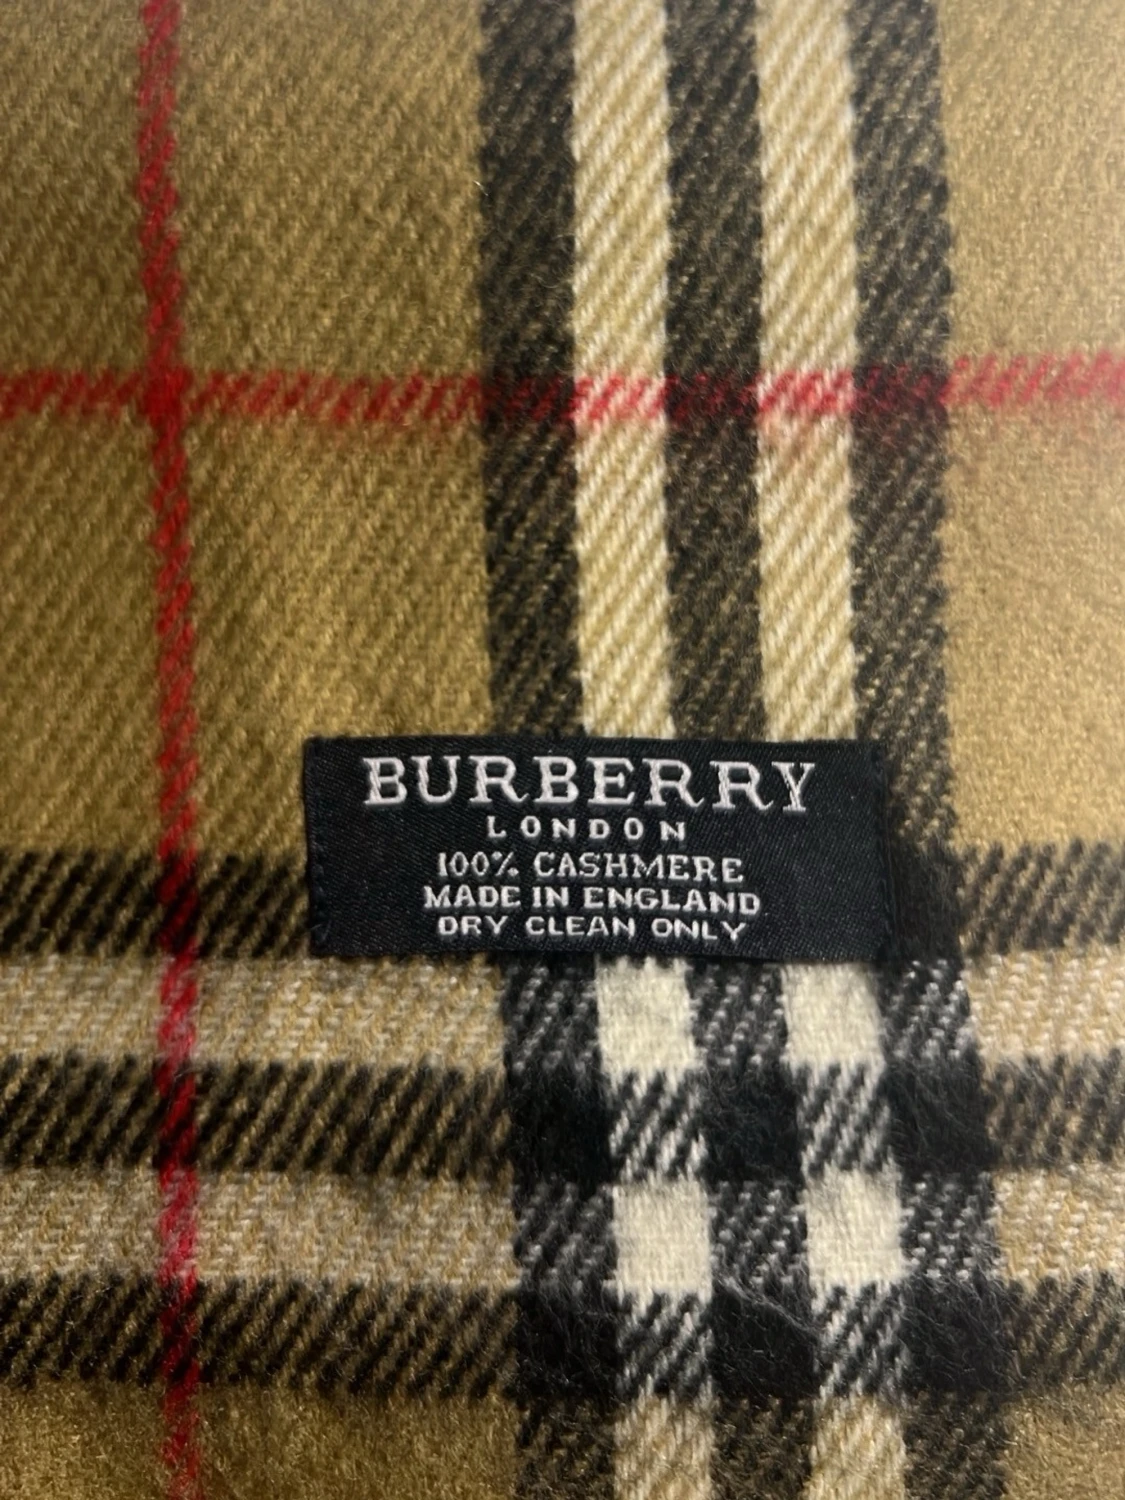 BURBERRY
LONDON
100% CASHMERE
MADE IN ENGLAND
DRY CLEAN ONLY